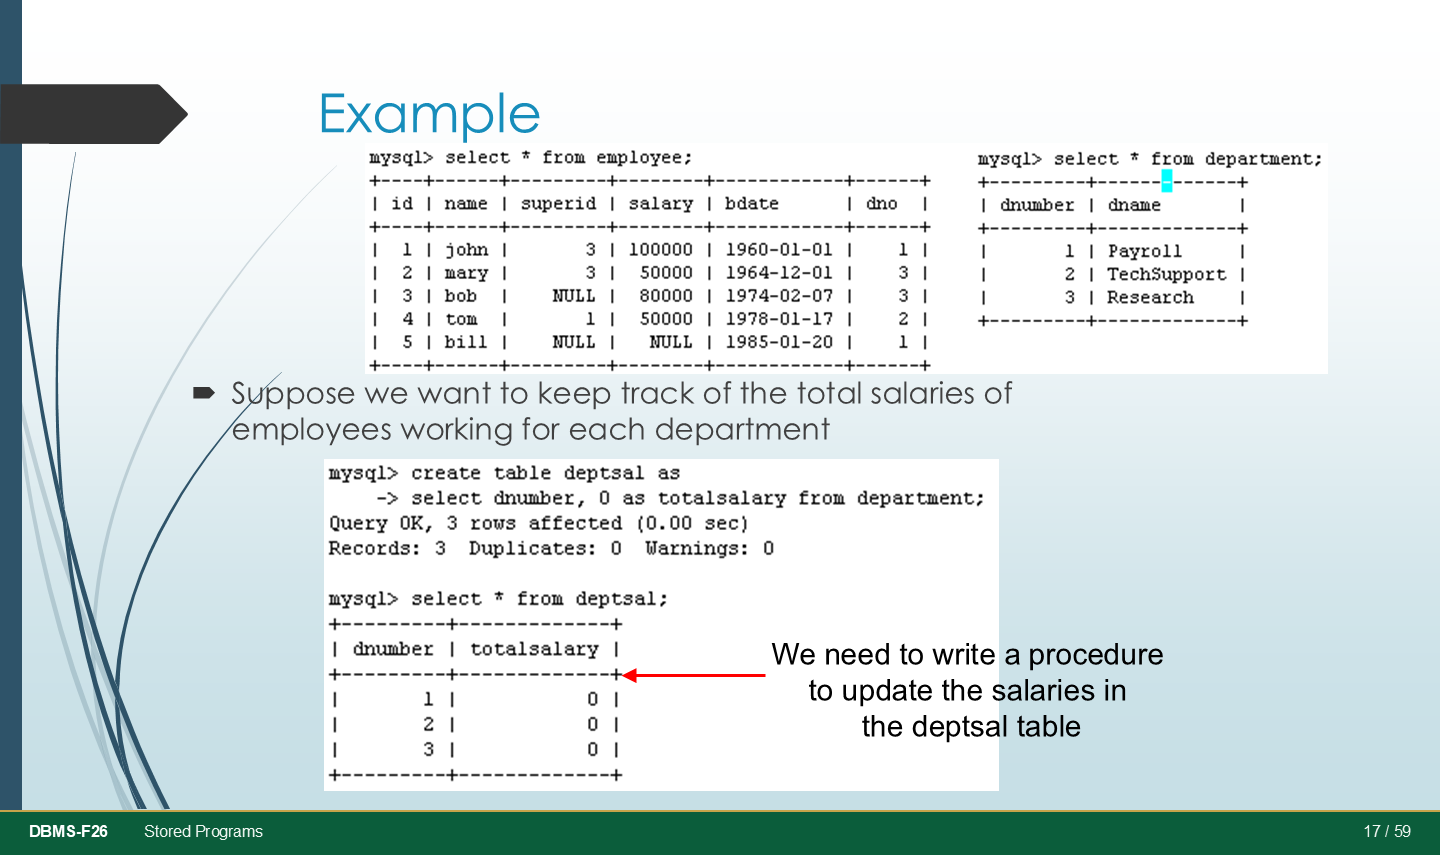 Example
mysql> select * from employee;
+----+------+---------+--------+------------+------+
| id | name | superid | salary | bdate      | dno  |
+----+------+---------+--------+------------+------+
|  1 | john |       3 | 100000 | 1960-01-01 |    1 |
|  2 | mary |       3 |  50000 | 1964-12-01 |    3 |
|  3 | bob  |    NULL |  80000 | 1974-02-07 |    3 |
|  4 | tom  |       1 |  50000 | 1978-01-17 |    2 |
|  5 | bill |    NULL |   NULL | 1985-01-20 |    1 |
+----+------+---------+--------+------------+------+
mysql> select * from department;
+---------+-------------+
| dnumber | dname       |
+---------+-------------+
|       1 | Payroll     |
|       2 | TechSupport |
|       3 | Research    |
+---------+-------------+
Suppose we want to keep track of the total salaries of
employees working for each department
mysql> create table deptsal as
    -> select dnumber, 0 as totalsalary from department;
Query OK, 3 rows affected (0.00 sec)
Records: 3  Duplicates: 0  Warnings: 0
mysql> select * from deptsal;
+---------+-------------+
| dnumber | totalsalary |
+---------+-------------+
|       1 |           0 |
|       2 |           0 |
|       3 |           0 |
+---------+-------------+
We need to write a procedure
to update the salaries in
the deptsal table
DBMS-F26 Stored Programs 17 / 59